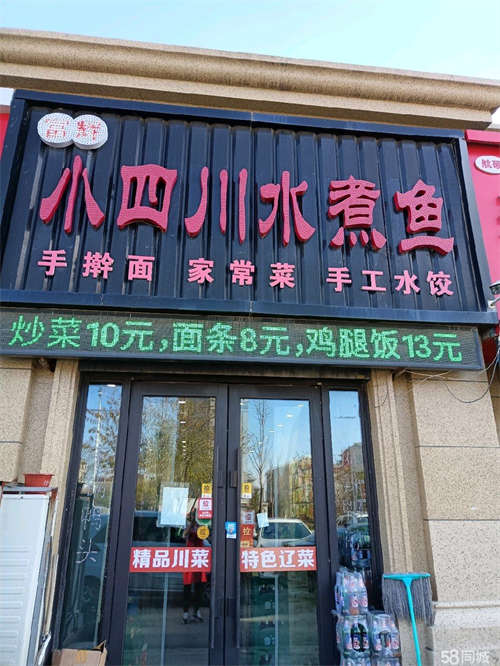 富虾
小四川水煮鱼
手擀面 家常菜 手工水饺
炒菜10元,面条8元,鸡腿饭13元
精品川菜
特色辽菜
58同城